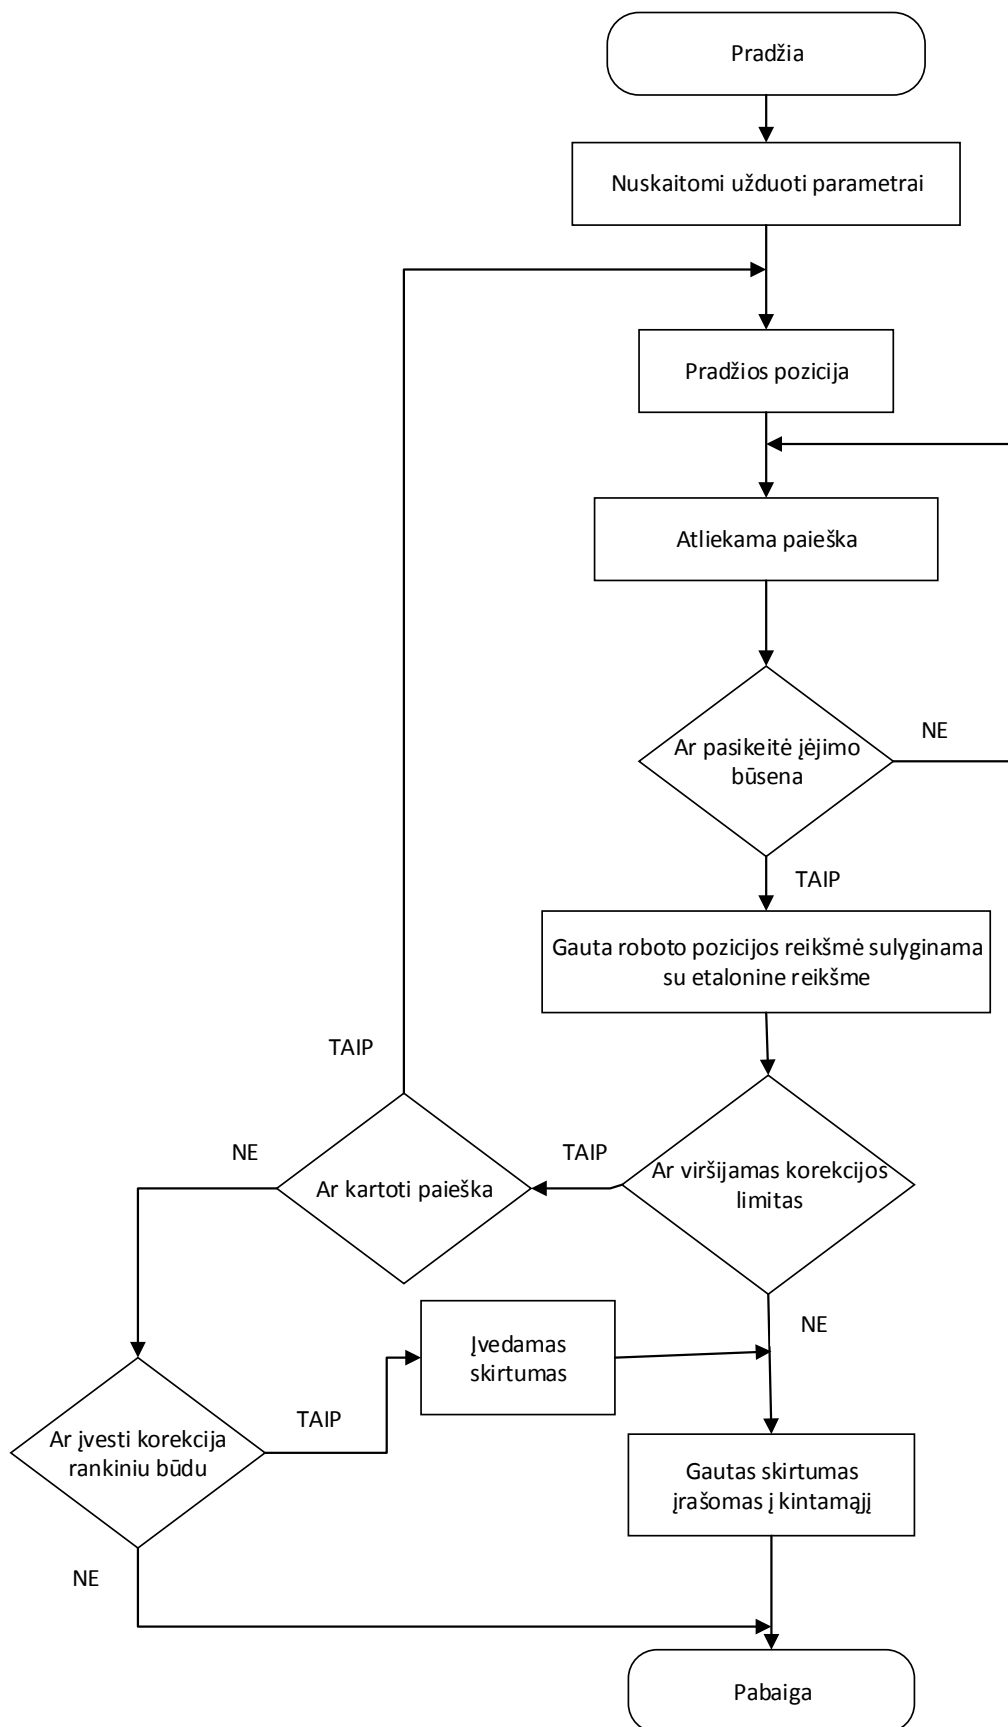 Pradžia
Nuskaitomi užduoti parametrai
Pradžios pozicija
Atliekama paieška
Ar pasikeitė įėjimo
būsena
NE
TAIP
Gauta roboto pozicijos reikšmė sulyginama
su etalonine reikšme
TAIP
Ar viršijamas korekcijos
limitas
TAIP
Ar kartoti paieška
NE
NE
Įvedamas
skirtumas
TAIP
Ar įvesti korekcija
rankiniu būdu
Gautas skirtumas
įrašomas į kintamąjį
NE
Pabaiga